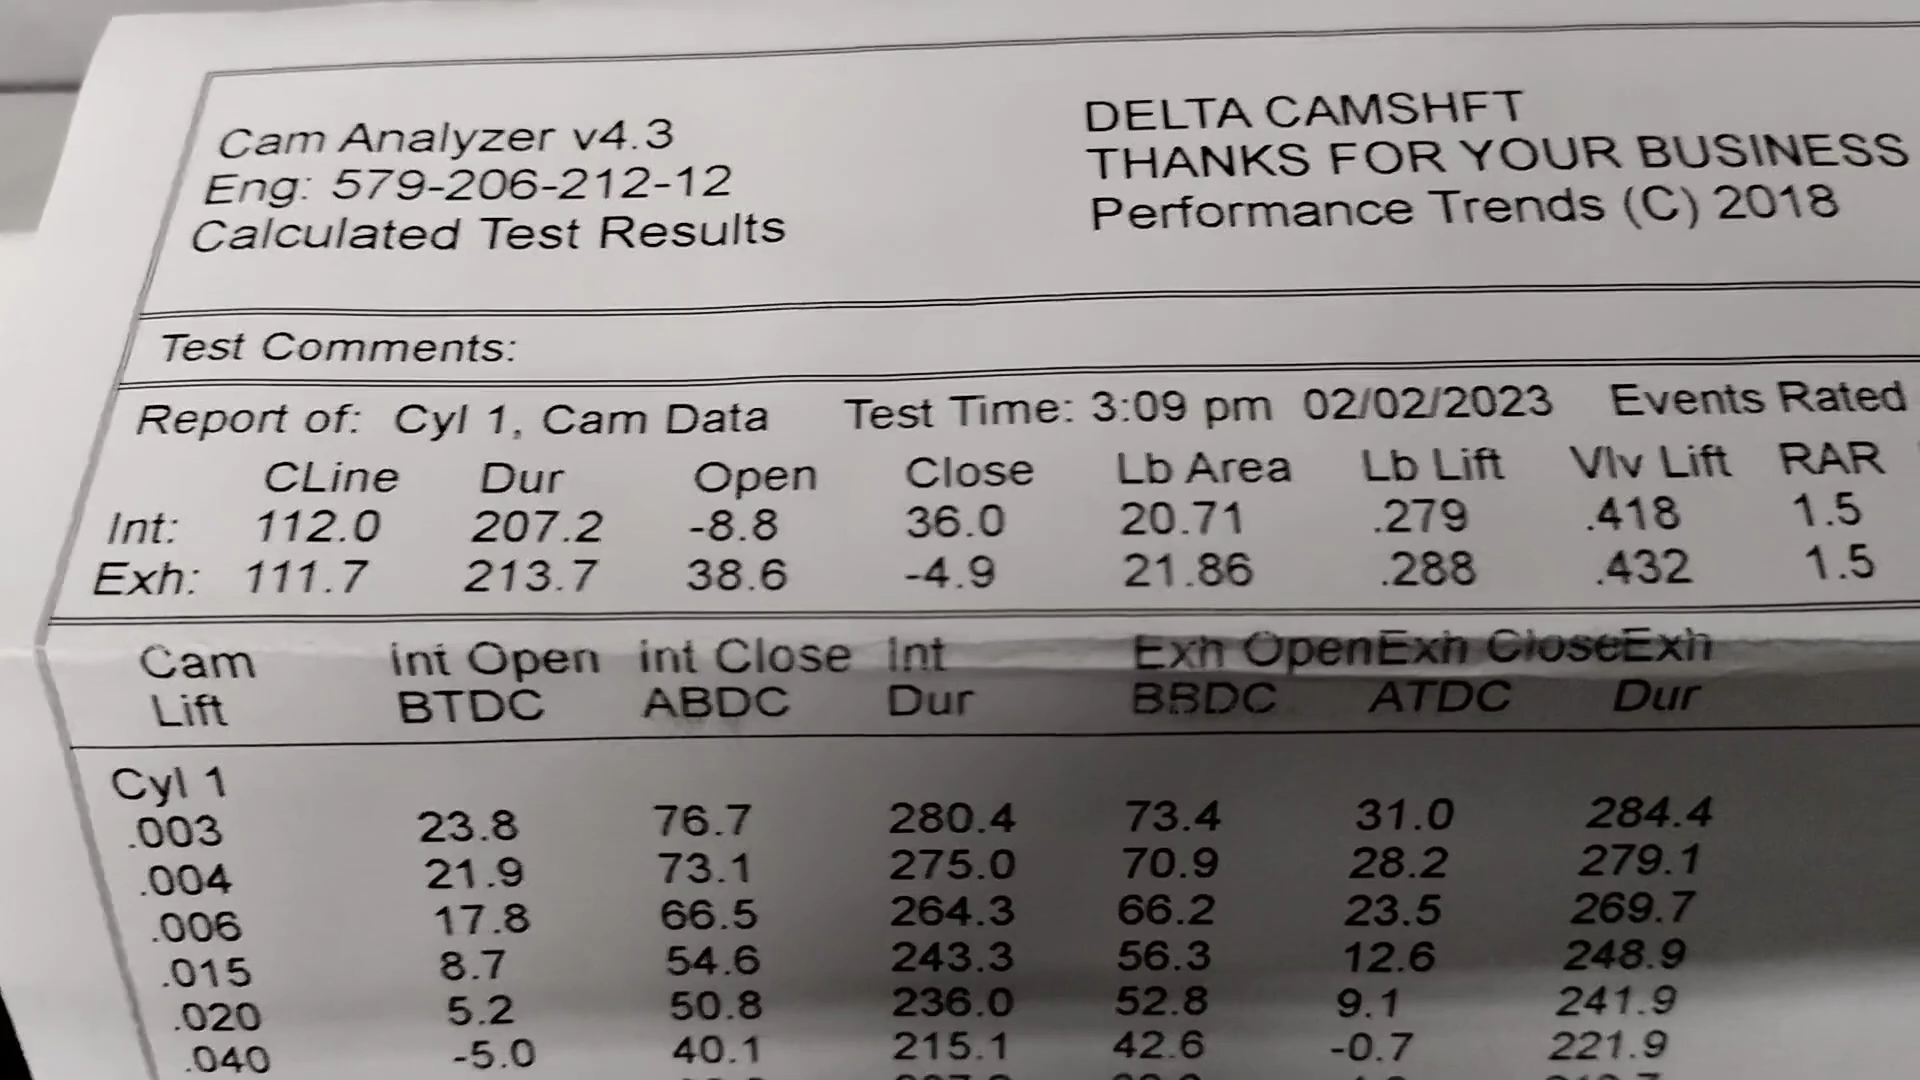 Cam Analyzer v4.3
Eng: 579-206-212-12
Calculated Test Results
DELTA CAMSHFT
THANKS FOR YOUR BUSINESS
Performance Trends (C) 2018
Test Comments:
Report of: Cyl 1, Cam Data Test Time: 3:09 pm 02/02/2023 Events Rated
CLine Dur Open Close Lb Area Lb Lift Vlv Lift RAR
Int: 112.0 207.2 -8.8 36.0 20.71 .279 .418 1.5
Exh: 111.7 213.7 38.6 -4.9 21.86 .288 .432 1.5
Cam Int Open Int Close Int Exh OpenExh CloseExh
Lift BTDC ABDC Dur BBDC ATDC Dur
Cyl 1
.003 23.8 76.7 280.4 73.4 31.0 284.4
.004 21.9 73.1 275.0 70.9 28.2 279.1
.006 17.8 66.5 264.3 66.2 23.5 269.7
.015 8.7 54.6 243.3 56.3 12.6 248.9
.020 5.2 50.8 236.0 52.8 9.1 241.9
.040 -5.0 40.1 215.1 42.6 -0.7 221.9